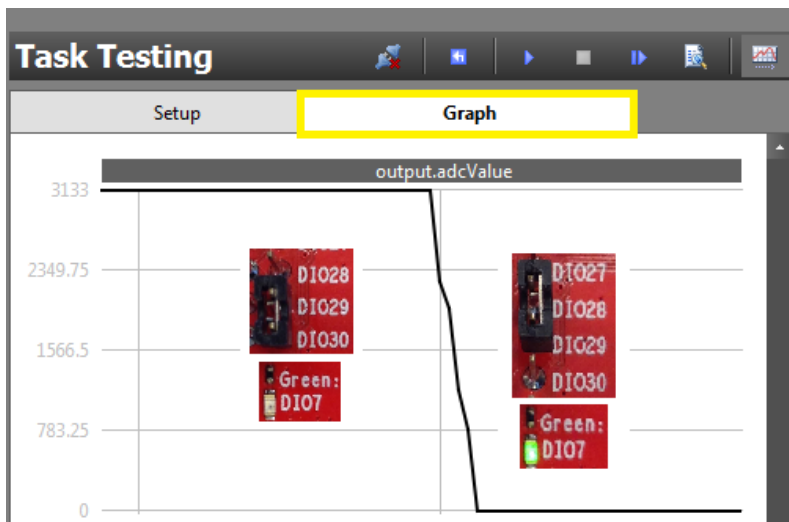 Task Testing
Setup
Graph
output.adcValue
3133
2349.75
1566.5
783.25
0
DIO28
DIO29
DIO30
Green:
DIO7
DIO27
DIO28
DIO29
DIO30
Green:
DIO7